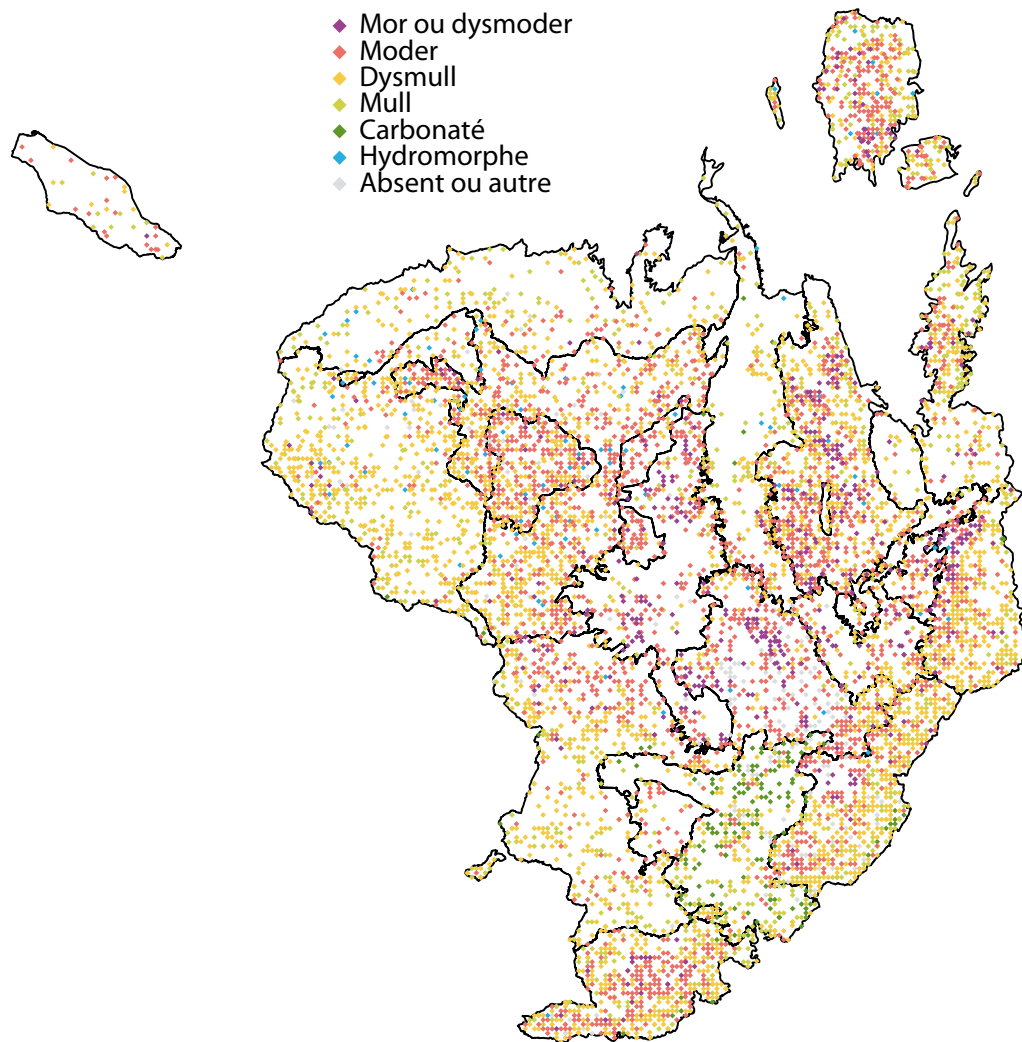 Mor ou dysmoder
Moder
Dysmull
Mull
Carbonaté
Hydromorphe
Absent ou autre